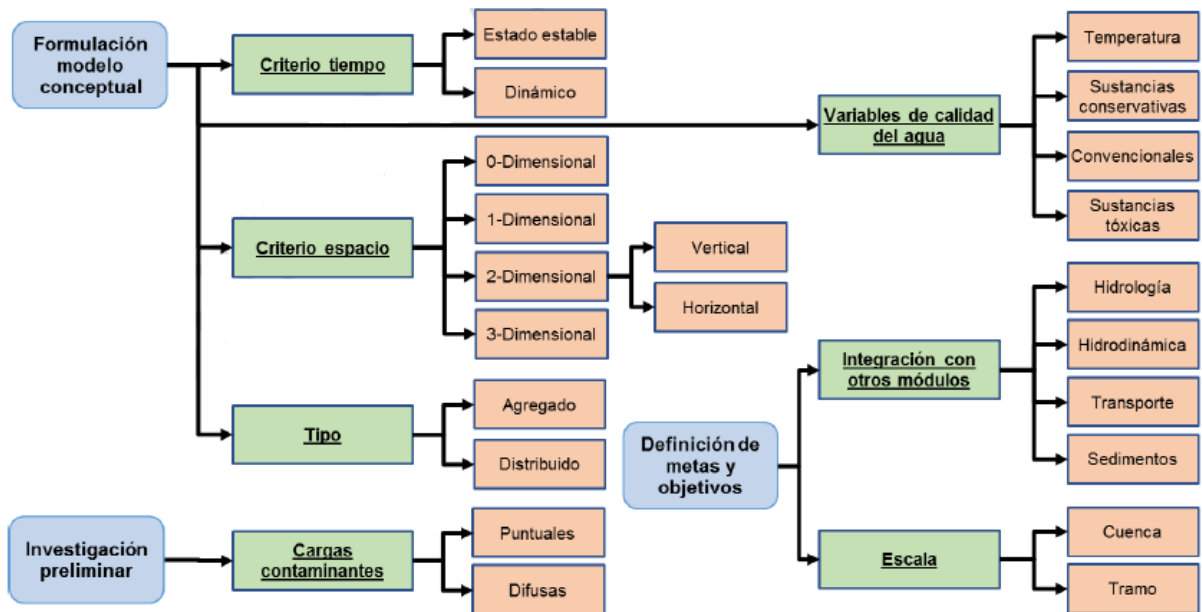 Formulación
modelo
conceptual
Criterio tiempo
Estado estable
Dinámico
Criterio espacio
0-Dimensional
1-Dimensional
2-Dimensional
3-Dimensional
Vertical
Horizontal
Tipo
Agregado
Distribuido
Variables de calidad
del agua
Temperatura
Sustancias
conservativas
Convencionales
Sustancias
tóxicas
Investigación
preliminar
Cargas
contaminantes
Puntuales
Difusas
Definición de
metas y
objetivos
Integración con
otros módulos
Hidrología
Hidrodinámica
Transporte
Sedimentos
Escala
Cuenca
Tramo